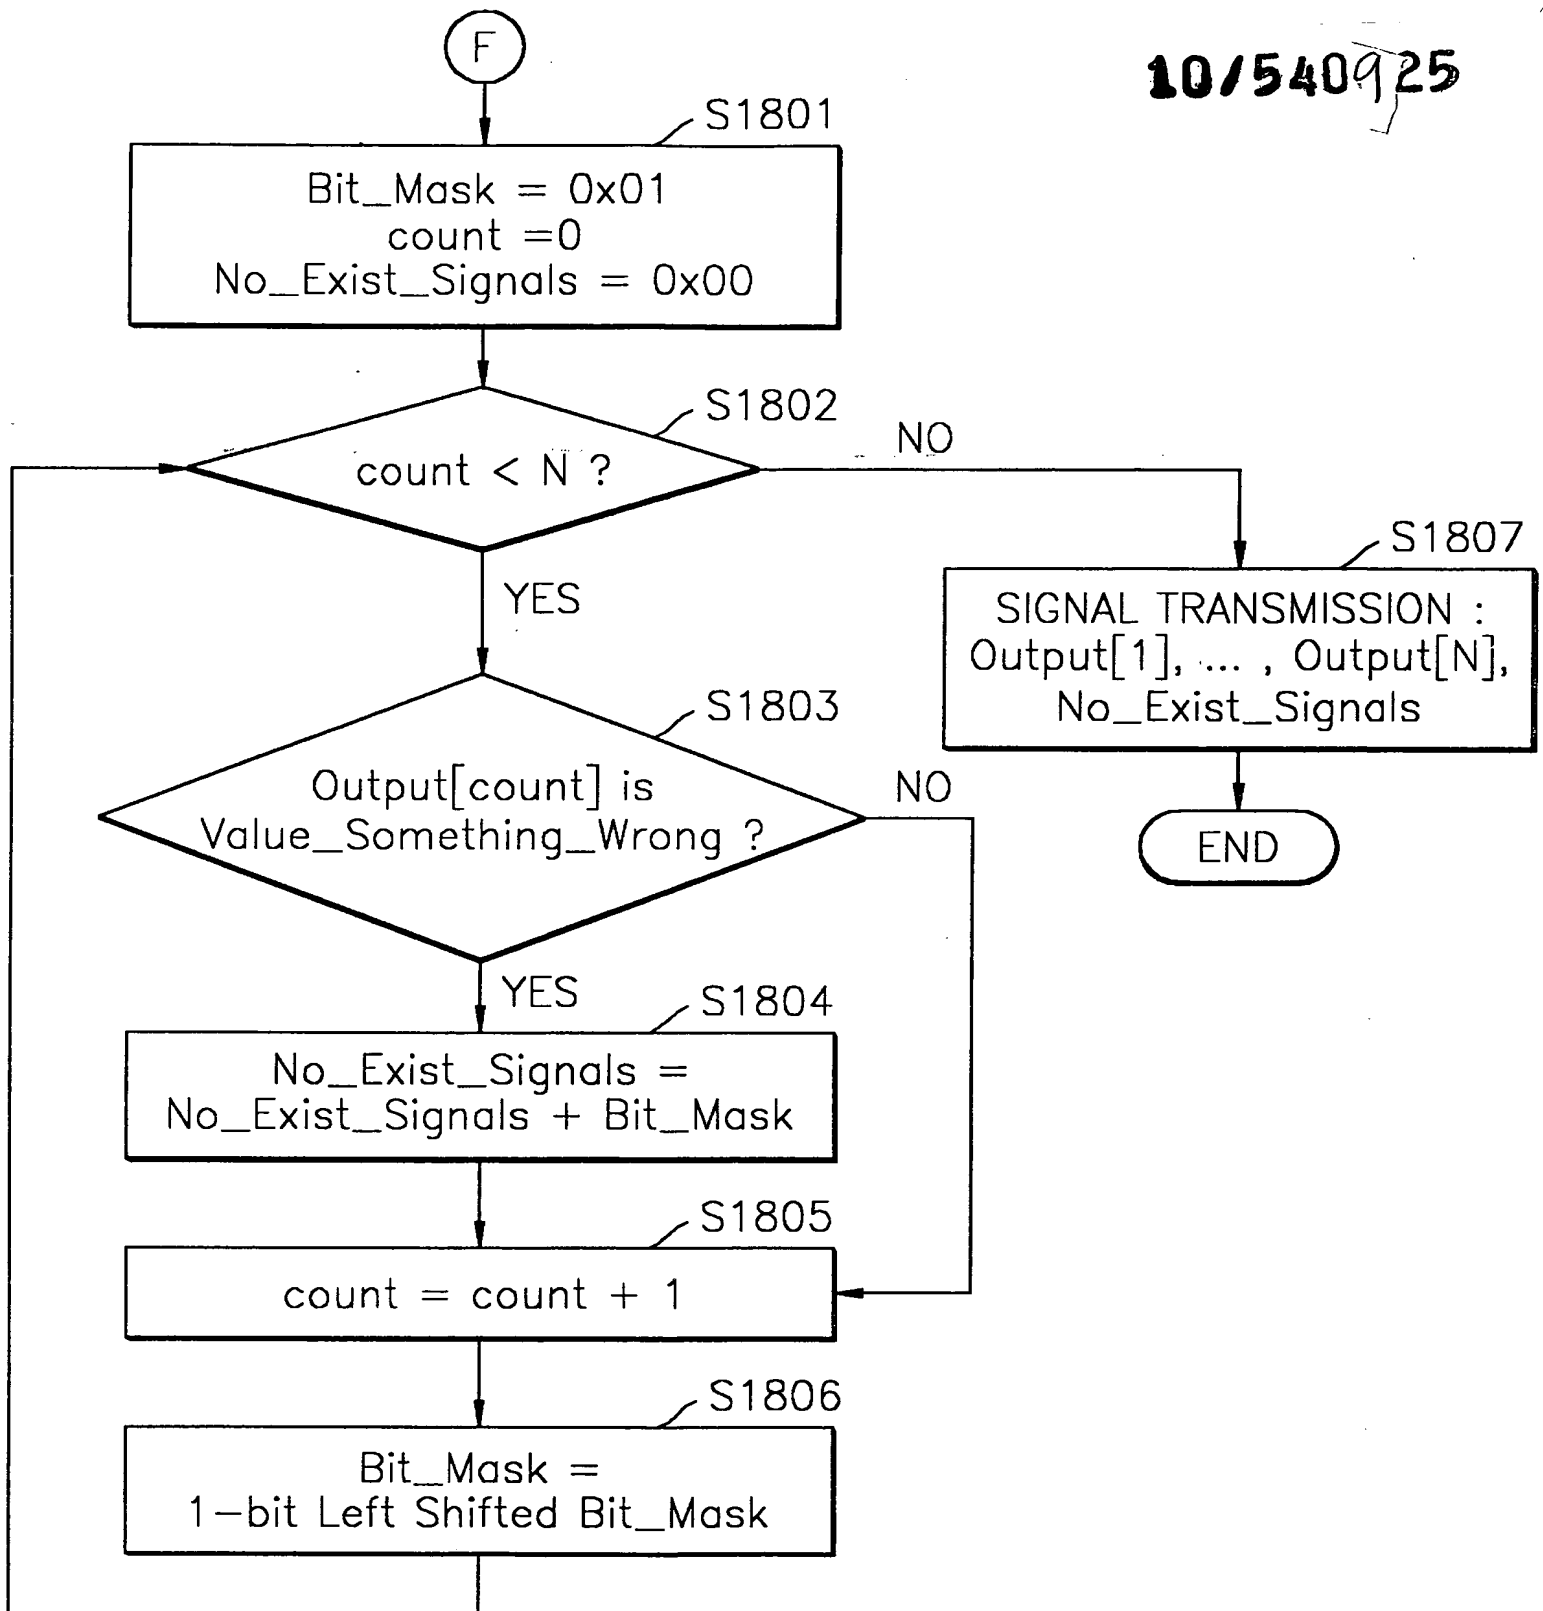 F
10/540925
S1801
Bit_Mask = 0x01
count =0
No_Exist_Signals = 0x00
S1802
count < N ?
NO
YES
S1807
SIGNAL TRANSMISSION :
Output[1], ... , Output[N],
No_Exist_Signals
END
S1803
Output[count] is
Value_Something_Wrong ?
NO
YES
S1804
No_Exist_Signals =
No_Exist_Signals + Bit_Mask
S1805
count = count + 1
S1806
Bit_Mask =
1-bit Left Shifted Bit_Mask